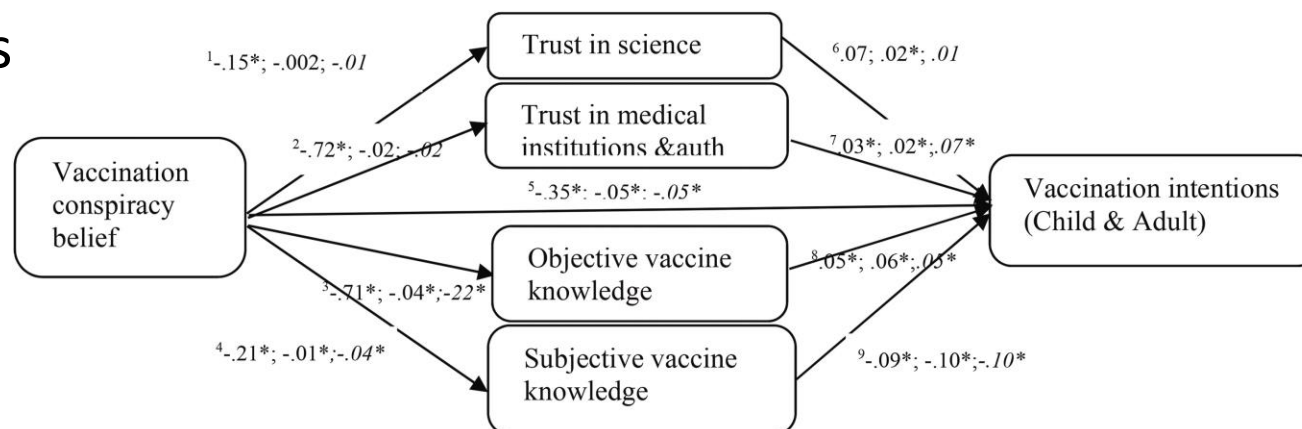 s
Trust in science
¹-.15*; -.002; -.01
⁶.07; .02*; .01
Trust in medical
institutions &auth
²-.72*; -.02; -.02
⁷.03*; .02*;.07*
Vaccination
conspiracy
belief
⁵-.35*: -.05*: -.05*
Vaccination intentions
(Child & Adult)
Objective vaccine
knowledge
³-.71*; -.04*;-22*
⁸.05*; .06*;.05*
⁴-.21*; -.01*;-.04*
Subjective vaccine
knowledge
⁹-.09*; -.10*;-.10*